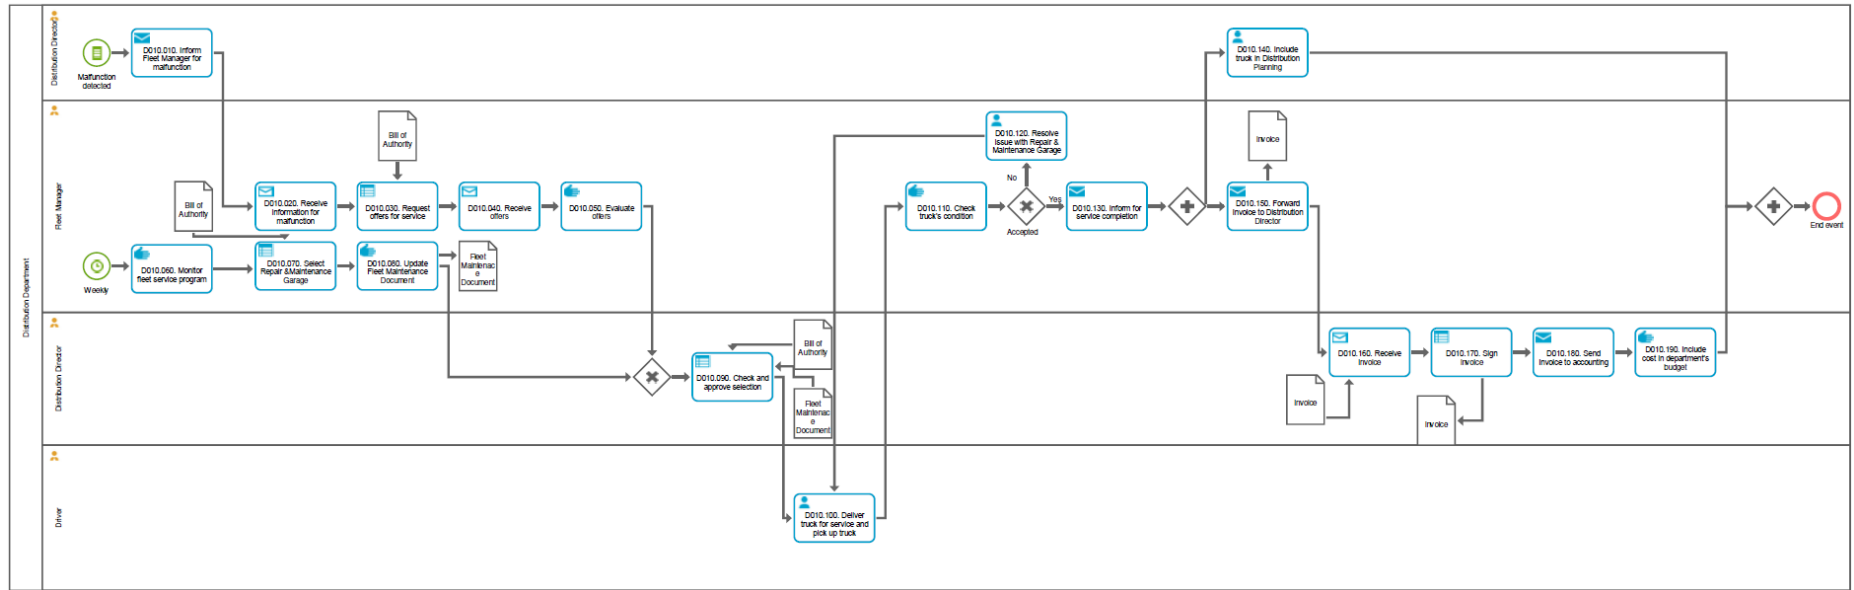 Distribution Department
Distribution Director
Malfunction
detected
D010.010. Inform
Fleet Manager for
malfunction
D010.140. Include
truck in Distribution
Planning
Fleet Manager
Bill of
Authority
Bill of
Authority
D010.020. Receive
information for
malfunction
D010.030. Request
offers for service
D010.040. Receive
offers
D010.050. Evaluate
offers
Weekly
D010.060. Monitor
fleet service program
D010.070. Select
Repair &Maintenance
Garage
D010.080. Update
Fleet Maintenance
Document
Fleet
Maintenac
e
Document
D010.120. Resolve
issue with Repair &
Maintenance Garage
No
D010.110. Check
truck's condition
Accepted
Yes
D010.130. Inform for
service completion
Invoice
D010.150. Forward
Invoice to Distribution
Director
End event
Distribution Director
D010.090. Check and
approve selection
Bill of
Authority
Fleet
Maintenac
e
Document
D010.160. Receive
Invoice
D010.170. Sign
Invoice
D010.180. Send
Invoice to accounting
D010.190. Include
cost in department's
budget
Invoice
Invoice
Driver
D010.100. Deliver
truck for service and
pick up truck